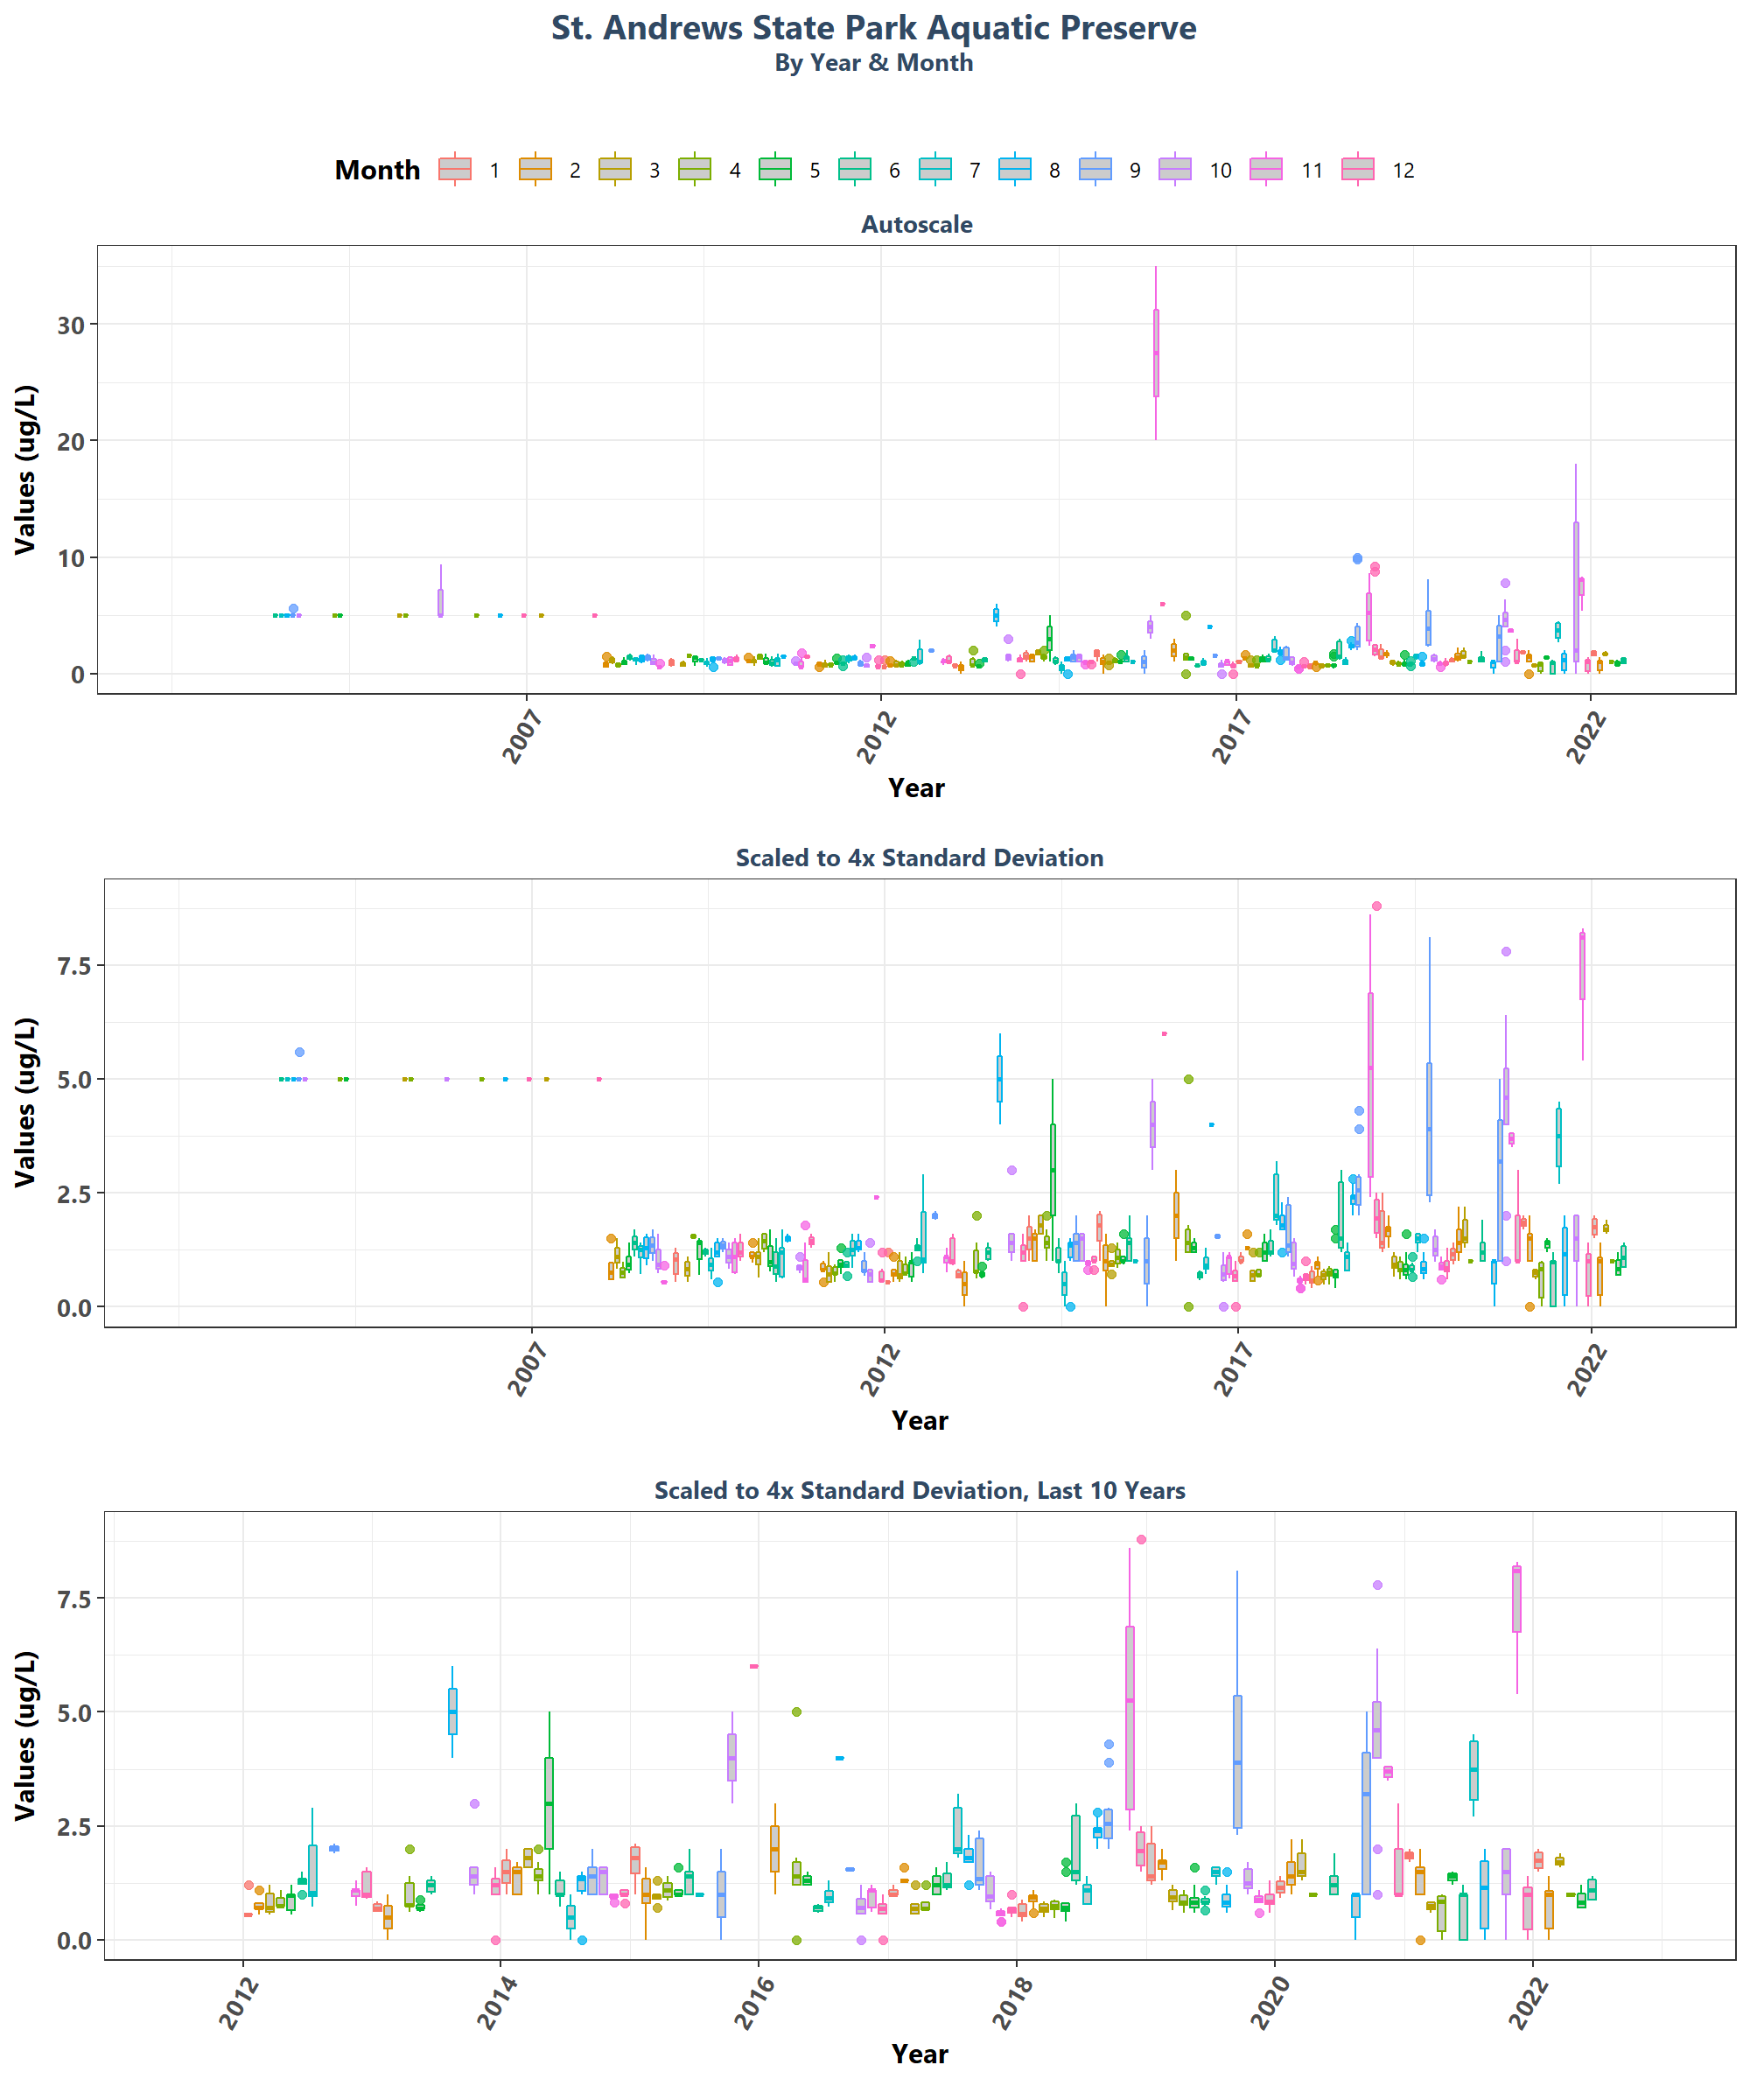 St. Andrews State Park Aquatic Preserve
By Year & Month
Month 1 2 3 4 5 6 7 8 9 10 11 12
Autoscale
Values (ug/L)
30
20
10
0
2007 2012 2017 2022
Year
Scaled to 4x Standard Deviation
Values (ug/L)
7.5
5.0
2.5
0.0
2007 2012 2017 2022
Year
Scaled to 4x Standard Deviation, Last 10 Years
Values (ug/L)
7.5
5.0
2.5
0.0
2012 2014 2016 2018 2020 2022
Year